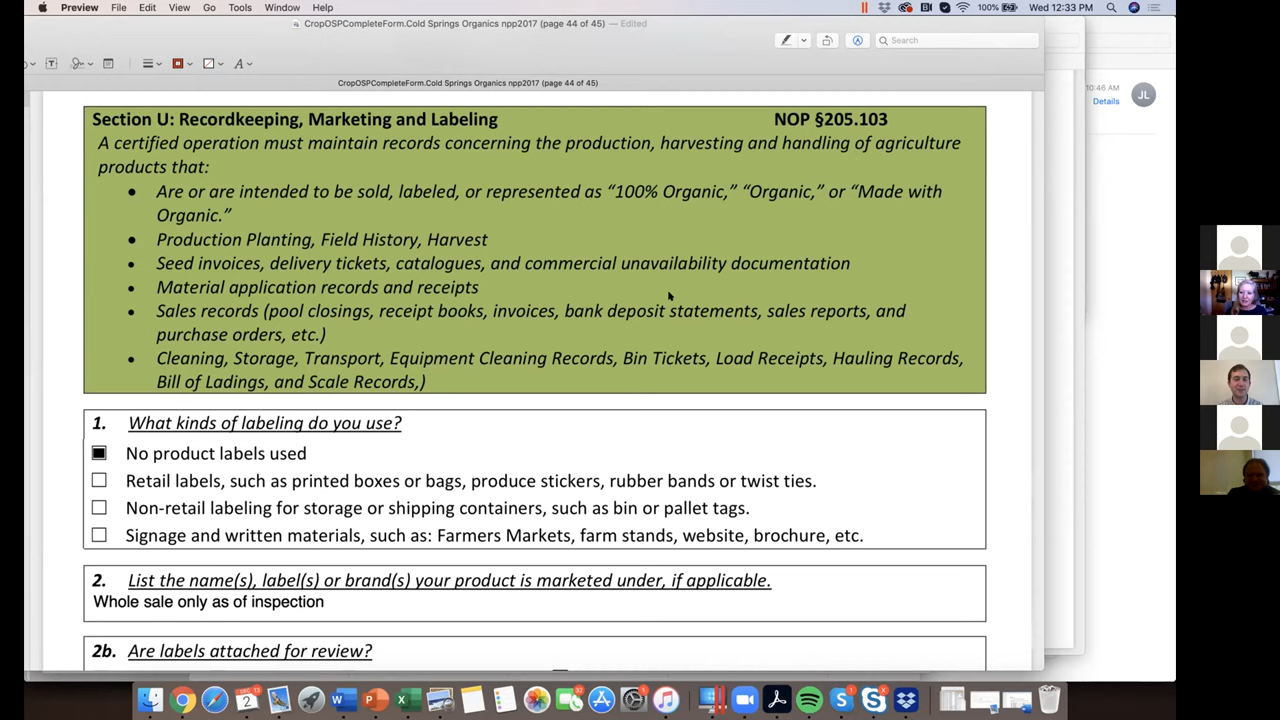 Preview File Edit View Go Tools Window Help 100% Wed 12:33 PM
CropOSPCompleteForm.Cold Springs Organics npp2017 (page 44 of 45) — Edited
Search
CropOSPCompleteForm.Cold Springs Organics npp2017 (page 44 of 45)
10:46 AM
JL
Details
Section U: Recordkeeping, Marketing and Labeling NOP §205.103
A certified operation must maintain records concerning the production, harvesting and handling of agriculture
products that:
• Are or are intended to be sold, labeled, or represented as “100% Organic,” “Organic,” or “Made with
Organic.”
• Production Planting, Field History, Harvest
• Seed invoices, delivery tickets, catalogues, and commercial unavailability documentation
• Material application records and receipts
• Sales records (pool closings, receipt books, invoices, bank deposit statements, sales reports, and
purchase orders, etc.)
• Cleaning, Storage, Transport, Equipment Cleaning Records, Bin Tickets, Load Receipts, Hauling Records,
Bill of Ladings, and Scale Records,)
1. What kinds of labeling do you use?
No product labels used
Retail labels, such as printed boxes or bags, produce stickers, rubber bands or twist ties.
Non-retail labeling for storage or shipping containers, such as bin or pallet tags.
Signage and written materials, such as: Farmers Markets, farm stands, website, brochure, etc.
2. List the name(s), label(s) or brand(s) your product is marketed under, if applicable.
Whole sale only as of inspection
2b. Are labels attached for review?